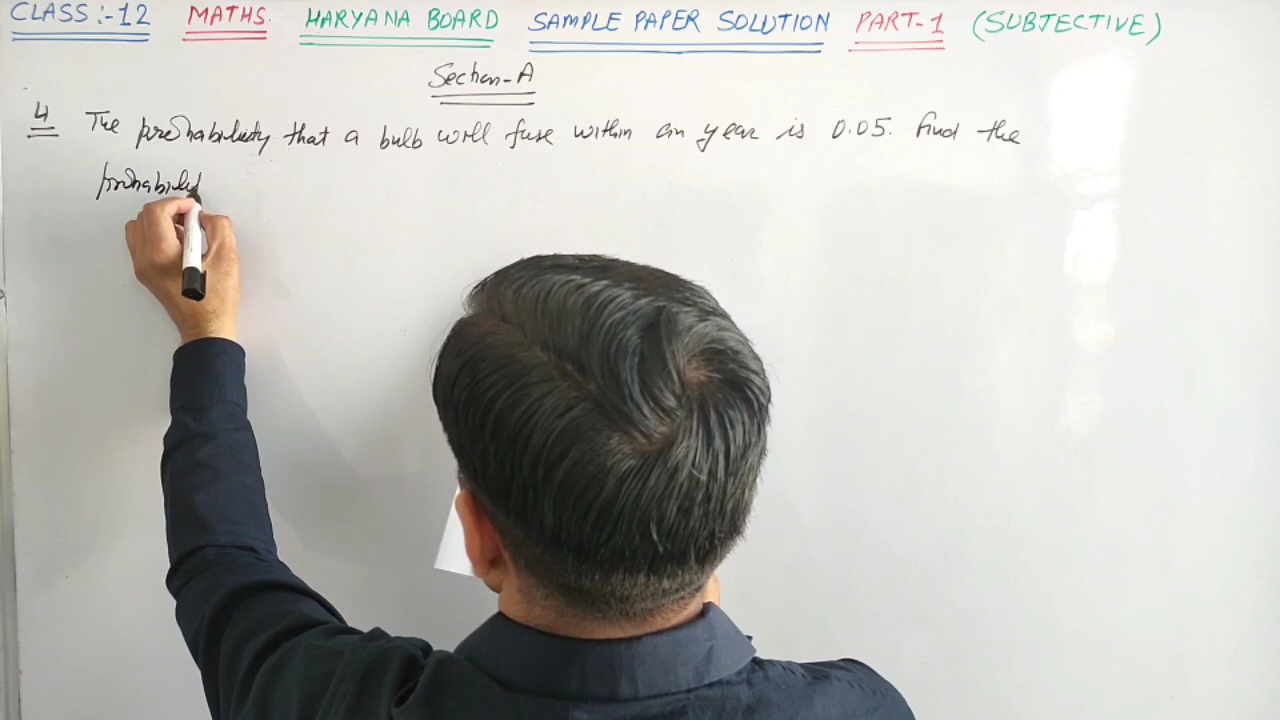 CLASS :- 12 MATHS. HARYANA BOARD SAMPLE PAPER SOLUTION PART-1 (SUBJECTIVE)
Section-A
4 The probability that a bulb will fuse within an year is 0.05. Find the
probability